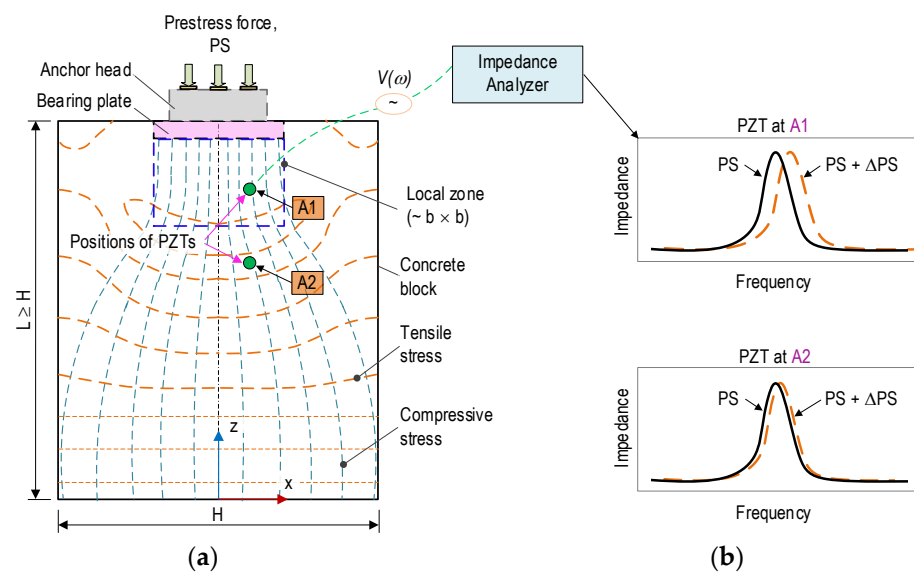 Prestress force,
PS
Anchor head
Bearing plate
V(ω)
~
Impedance
Analyzer
A1
Local zone
(~ b × b)
Positions of PZTs
A2
Concrete
block
L ≥ H
Tensile
stress
Compressive
stress
z
x
H
(a)
PZT at A1
PS
PS + ΔPS
Impedance
Frequency
PZT at A2
PS
PS + ΔPS
Impedance
Frequency
(b)